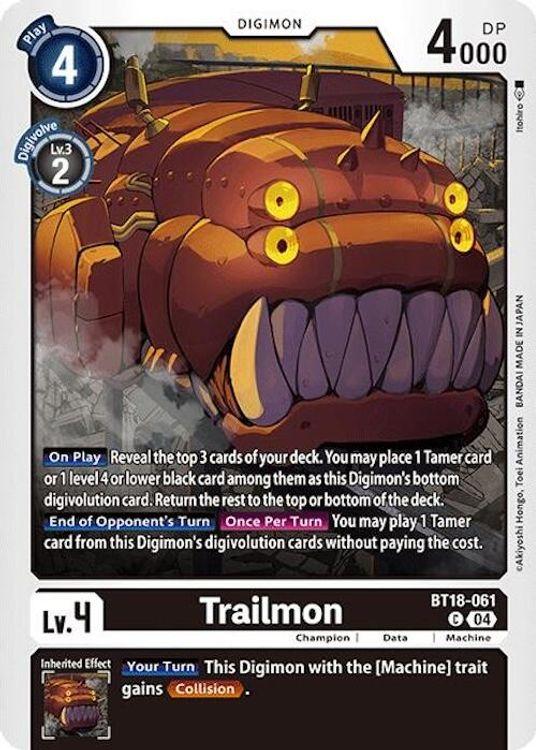 DIGIMON
Play
4
DP
4000
Digivolve
Lv.3
2
Itohiro
©Akiyoshi Hongo, Toei Animation BANDAI MADE IN JAPAN
On Play Reveal the top 3 cards of your deck. You may place 1 Tamer card
or 1 level 4 or lower black card among them as this Digimon's bottom
digivolution card. Return the rest to the top or bottom of the deck.
End of Opponent's Turn Once Per Turn You may play 1 Tamer
card from this Digimon's digivolution cards without paying the cost.
Lv.4
Trailmon
BT18-061
C 04
Champion | Data | Machine
Inherited Effect
Your Turn This Digimon with the [Machine] trait
gains Collision.